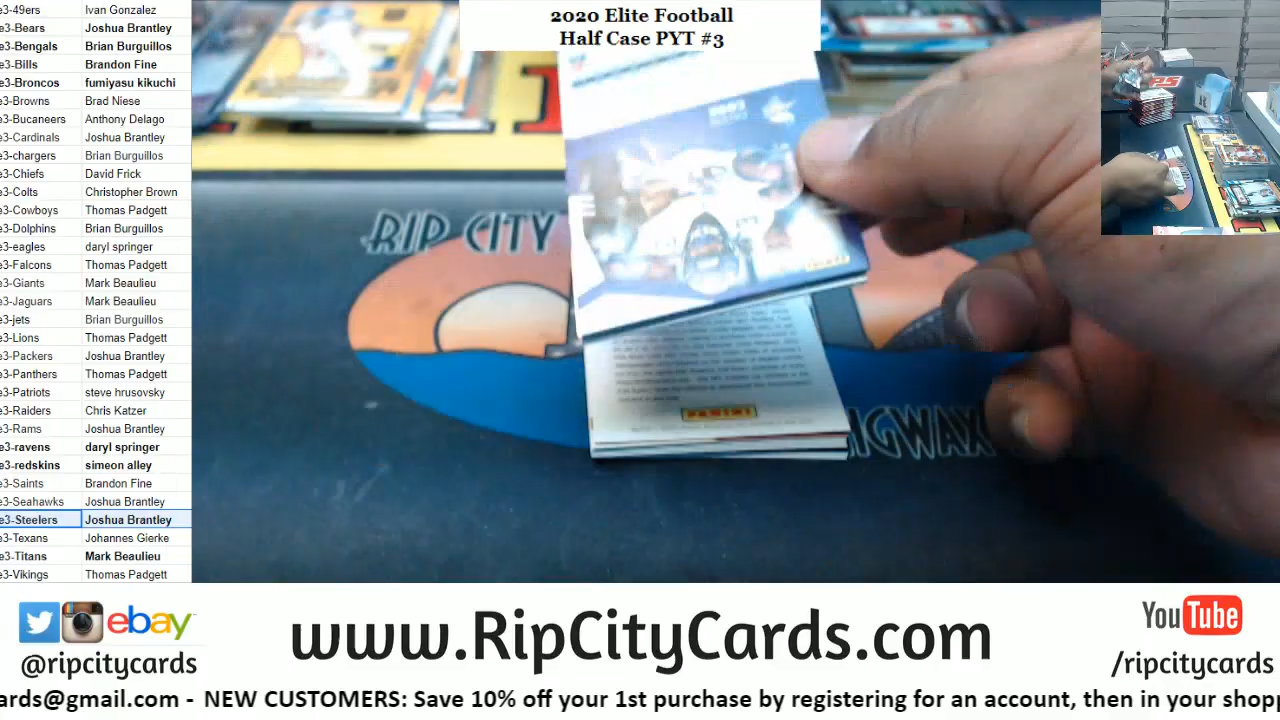 e3-49ers Ivan Gonzalez
e3-Bears Joshua Brantley
e3-Bengals Brian Burguillos
e3-Bills Brandon Fine
e3-Broncos fumiyasu kikuchi
e3-Browns Brad Niese
e3-Bucaneers Anthony Delago
e3-Cardinals Joshua Brantley
e3-chargers Brian Burguillos
e3-Chiefs David Frick
e3-Colts Christopher Brown
e3-Cowboys Thomas Padgett
e3-Dolphins Brian Burguillos
e3-eagles daryl springer
e3-Falcons Thomas Padgett
e3-Giants Mark Beaulieu
e3-Jaguars Mark Beaulieu
e3-jets Brian Burguillos
e3-Lions Thomas Padgett
e3-Packers Joshua Brantley
e3-Panthers Thomas Padgett
e3-Patriots steve hrusovsky
e3-Raiders Chris Katzer
e3-Rams Joshua Brantley
e3-ravens daryl springer
e3-redskins simeon alley
e3-Saints Brandon Fine
e3-Seahawks Joshua Brantley
e3-Steelers Joshua Brantley
e3-Texans Johannes Gierke
e3-Titans Mark Beaulieu
e3-Vikings Thomas Padgett
2020 Elite Football
Half Case PYT #3
RIP CITY
PANINI
IGWAX
ebay
@ripcitycards
www.RipCityCards.com
YouTube
/ripcitycards
ards@gmail.com - NEW CUSTOMERS: Save 10% off your 1st purchase by registering for an account, then in your shopp